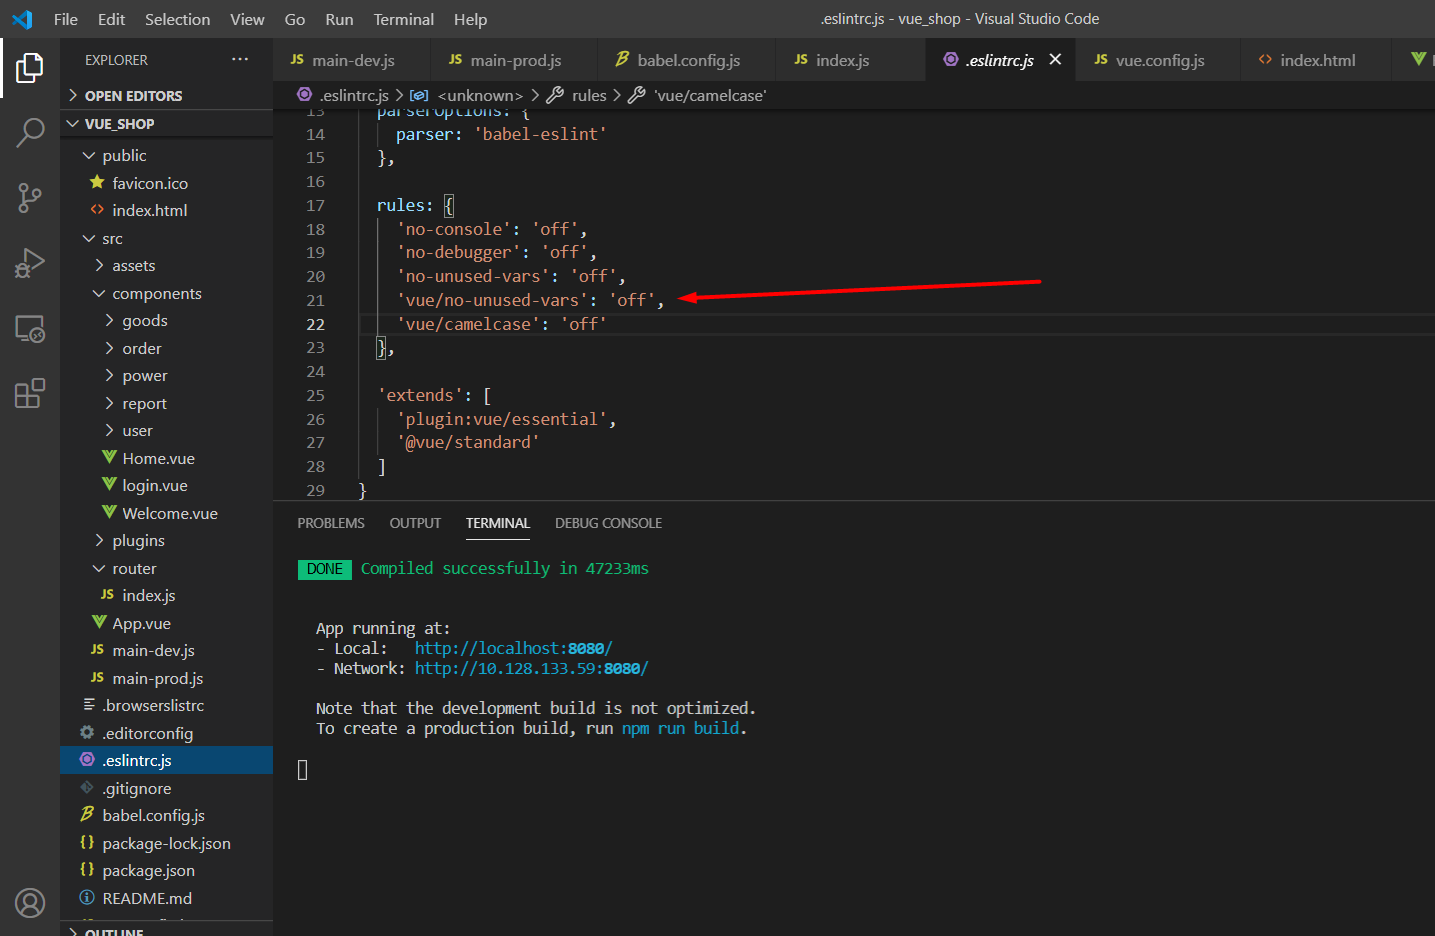 File Edit Selection View Go Run Terminal Help
.eslintrc.js - vue_shop - Visual Studio Code
EXPLORER ···
OPEN EDITORS
VUE_SHOP
public
favicon.ico
<> index.html
src
assets
components
goods
order
power
report
user
Home.vue
login.vue
Welcome.vue
plugins
router
JS index.js
App.vue
JS main-dev.js
JS main-prod.js
.browserslistrc
.editorconfig
.eslintrc.js
.gitignore
babel.config.js
{} package-lock.json
{} package.json
README.md
OUTLINE
JS main-dev.js JS main-prod.js babel.config.js JS index.js .eslintrc.js JS vue.config.js <> index.html
.eslintrc.js > <unknown> > rules > 'vue/camelcase'
13 parserOptions: {
14 parser: 'babel-eslint'
15 },
16
17 rules: {
18 'no-console': 'off',
19 'no-debugger': 'off',
20 'no-unused-vars': 'off',
21 'vue/no-unused-vars': 'off',
22 'vue/camelcase': 'off'
23 },
24
25 'extends': [
26 'plugin:vue/essential',
27 '@vue/standard'
28 ]
29 }
PROBLEMS OUTPUT TERMINAL DEBUG CONSOLE
DONE Compiled successfully in 47233ms
App running at:
- Local: http://localhost:8080/
- Network: http://10.128.133.59:8080/
Note that the development build is not optimized.
To create a production build, run npm run build.